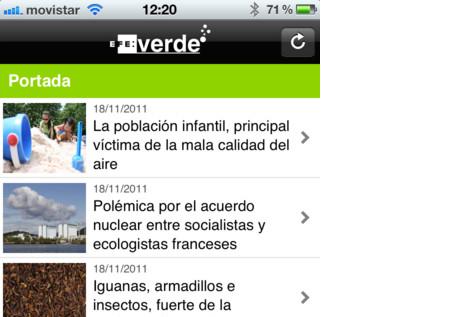 movistar 12:20 71 %
EFE: verde
Portada
18/11/2011
La población infantil, principal
víctima de la mala calidad del
aire
18/11/2011
Polémica por el acuerdo
nuclear entre socialistas y
ecologistas franceses
18/11/2011
Iguanas, armadillos e
insectos, fuerte de la